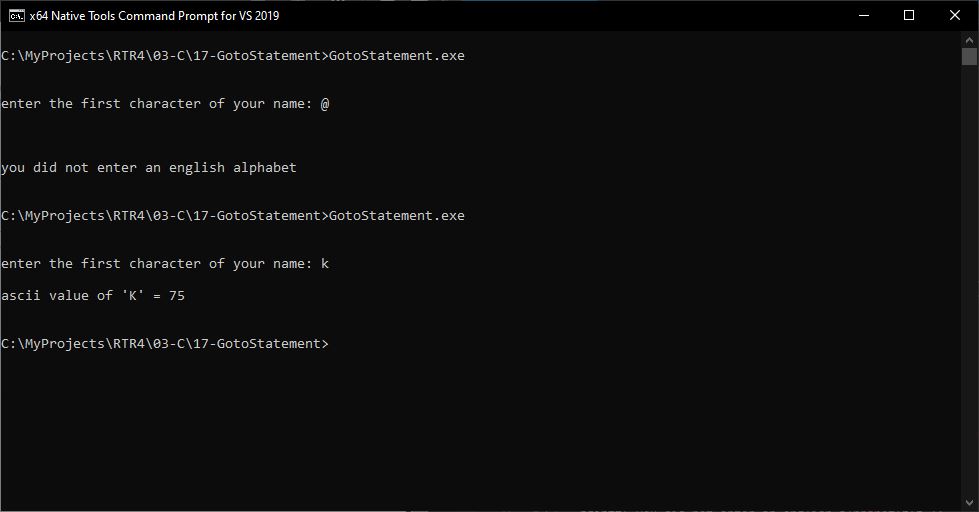 x64 Native Tools Command Prompt for VS 2019
C:\MyProjects\RTR4\03-C\17-GotoStatement>GotoStatement.exe
enter the first character of your name: @
you did not enter an english alphabet
C:\MyProjects\RTR4\03-C\17-GotoStatement>GotoStatement.exe
enter the first character of your name: k
ascii value of 'K' = 75
C:\MyProjects\RTR4\03-C\17-GotoStatement>